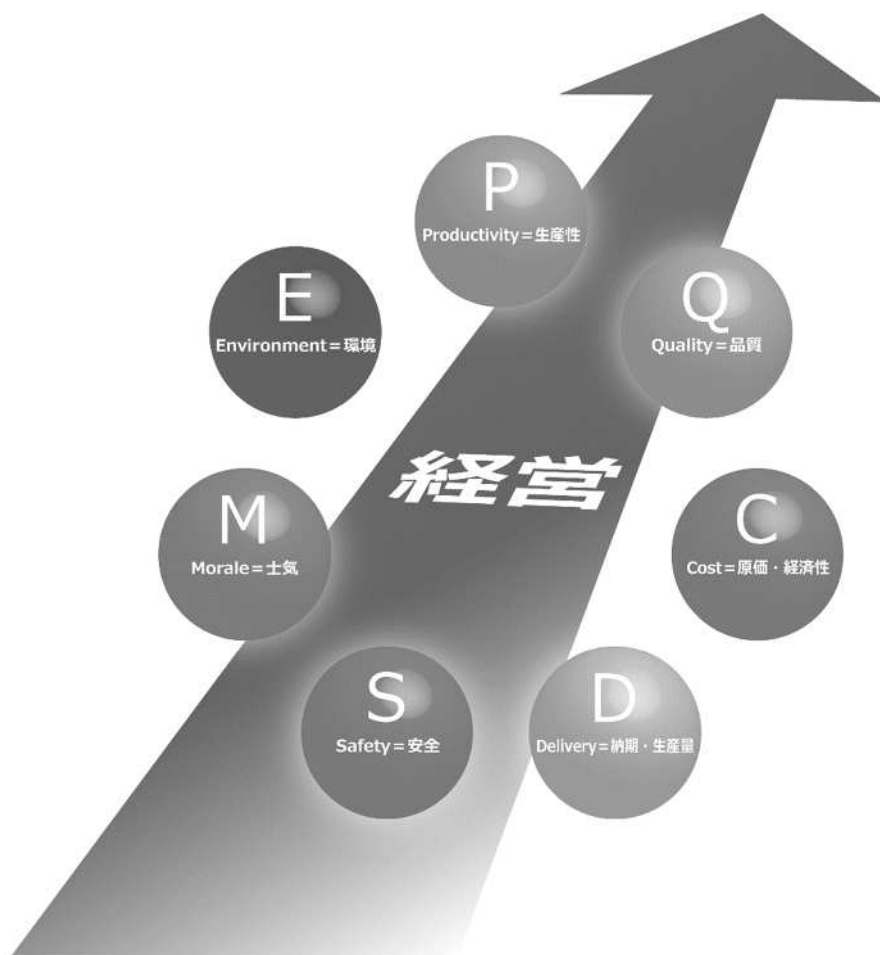 P
Productivity=生産性
E
Environment=環境
Q
Quality=品質
経営
M
Morale=士気
C
Cost=原価・経済性
S
Safety=安全
D
Delivery=納期・生産量